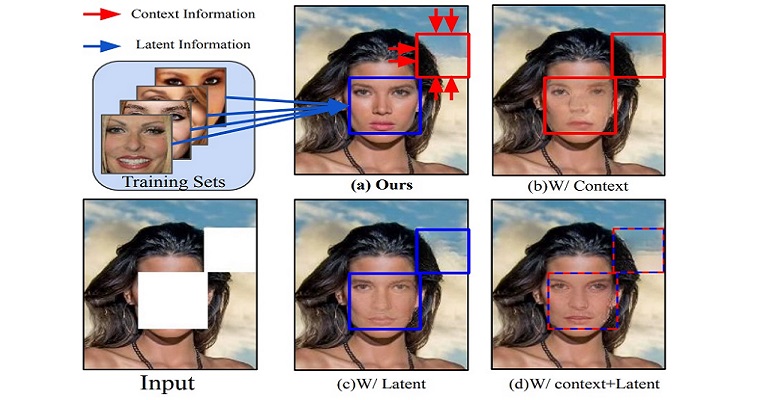 Context Information
Latent Information
Training Sets
(a) Ours
(b)W/ Context
Input
(c)W/ Latent
(d)W/ context+Latent